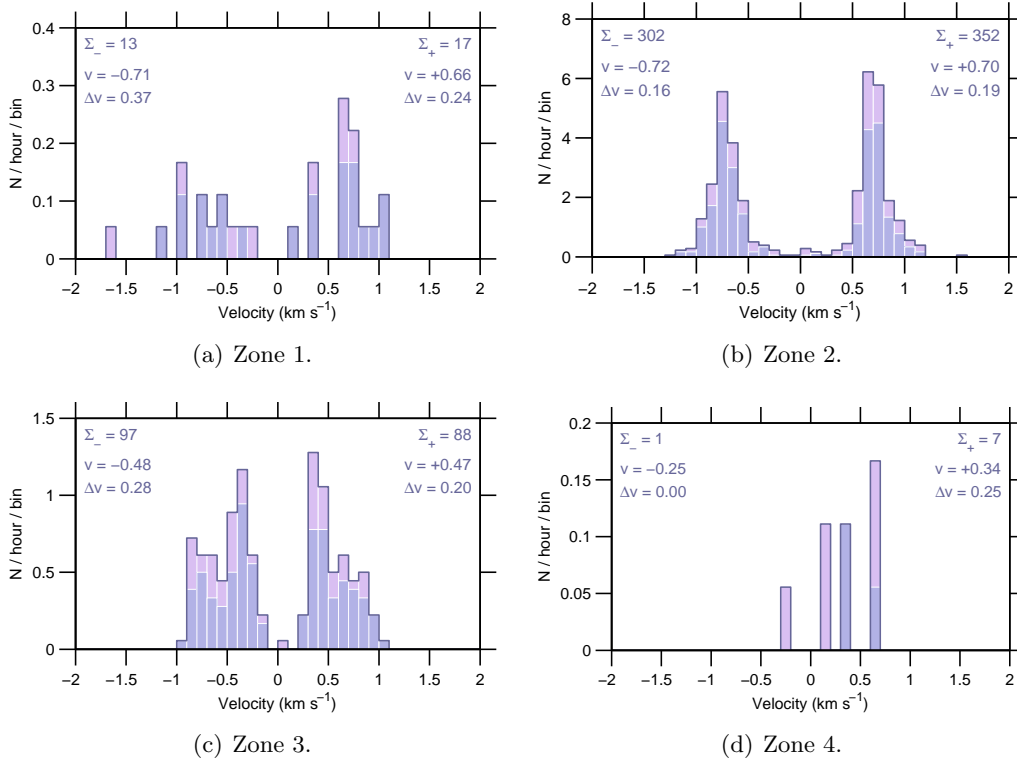 0.4
0.3
0.2
0.1
0
N / hour / bin
Σ− = 13
v = −0.71
Δv = 0.37
Σ+ = 17
v = +0.66
Δv = 0.24
−2 −1.5 −1 −0.5 0 0.5 1 1.5 2
Velocity (km s−1)
(a) Zone 1.
8
6
4
2
0
N / hour / bin
Σ− = 302
v = −0.72
Δv = 0.16
Σ+ = 352
v = +0.70
Δv = 0.19
−2 −1.5 −1 −0.5 0 0.5 1 1.5 2
Velocity (km s−1)
(b) Zone 2.
1.5
1
0.5
0
N / hour / bin
Σ− = 97
v = −0.48
Δv = 0.28
Σ+ = 88
v = +0.47
Δv = 0.20
−2 −1.5 −1 −0.5 0 0.5 1 1.5 2
Velocity (km s−1)
(c) Zone 3.
0.2
0.15
0.1
0.05
0
N / hour / bin
Σ− = 1
v = −0.25
Δv = 0.00
Σ+ = 7
v = +0.34
Δv = 0.25
−2 −1.5 −1 −0.5 0 0.5 1 1.5 2
Velocity (km s−1)
(d) Zone 4.